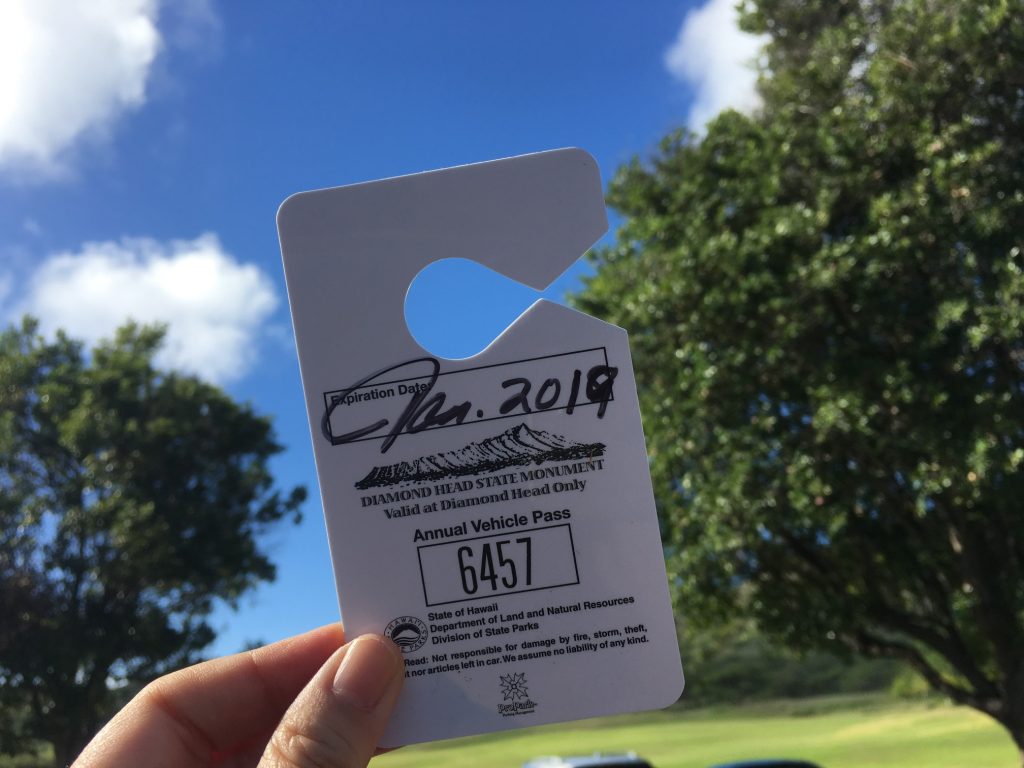 Expiration Date:
Jan. 2019
DIAMOND HEAD STATE MONUMENT
Valid at Diamond Head Only
Annual Vehicle Pass
6457
State of Hawaii
Department of Land and Natural Resources
Division of State Parks
Read: Not responsible for damage by fire, storm, theft,
nor articles left in car. We assume no liability of any kind.
ProPark